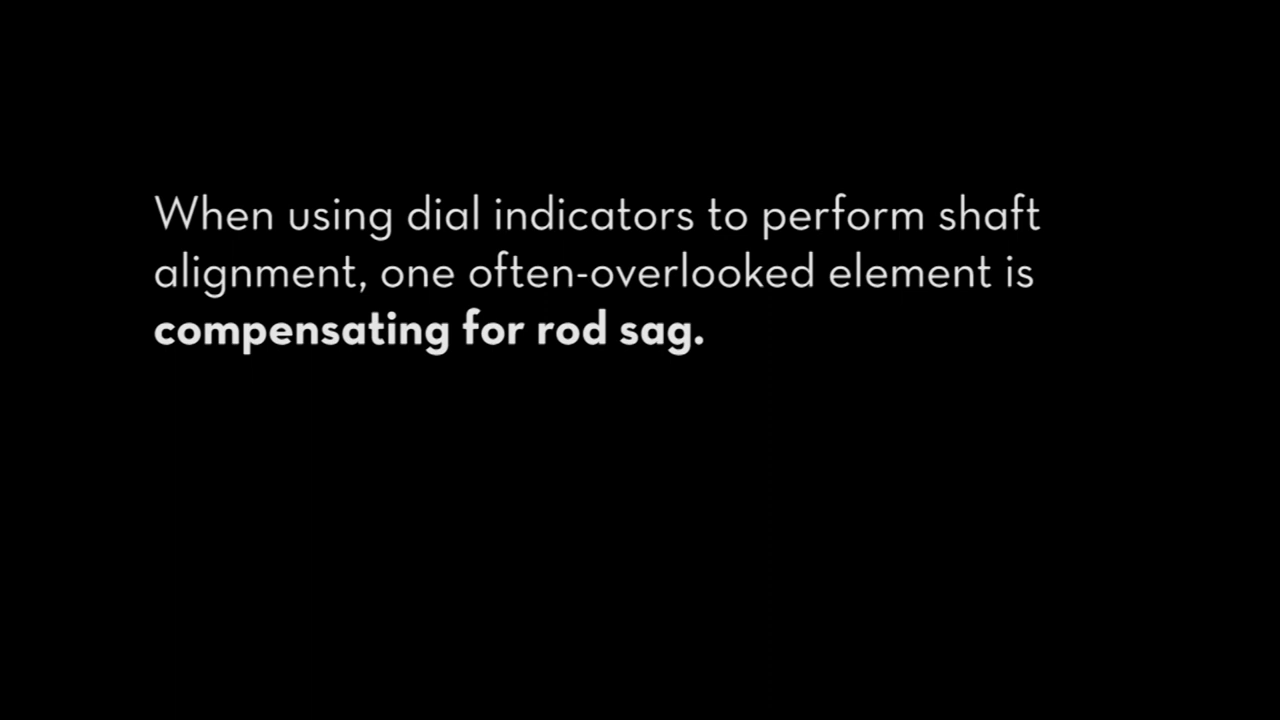 When using dial indicators to perform shaft
alignment, one often-overlooked element is
compensating for rod sag.